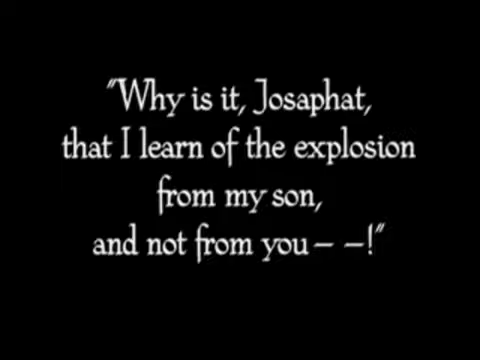 "Why is it, Josaphat,
that I learn of the explosion
from my son,
and not from you – –!"